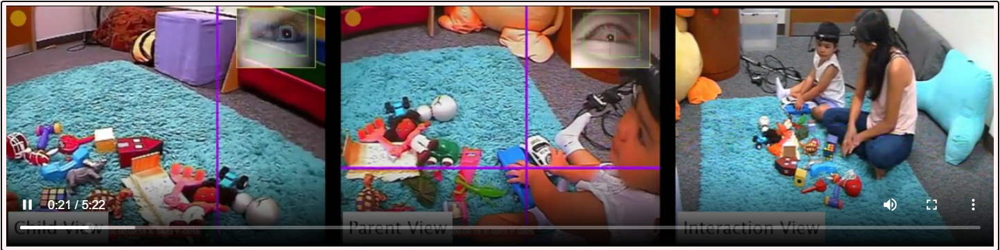 0:21 / 5:22
Child View
Parent View
Interaction View